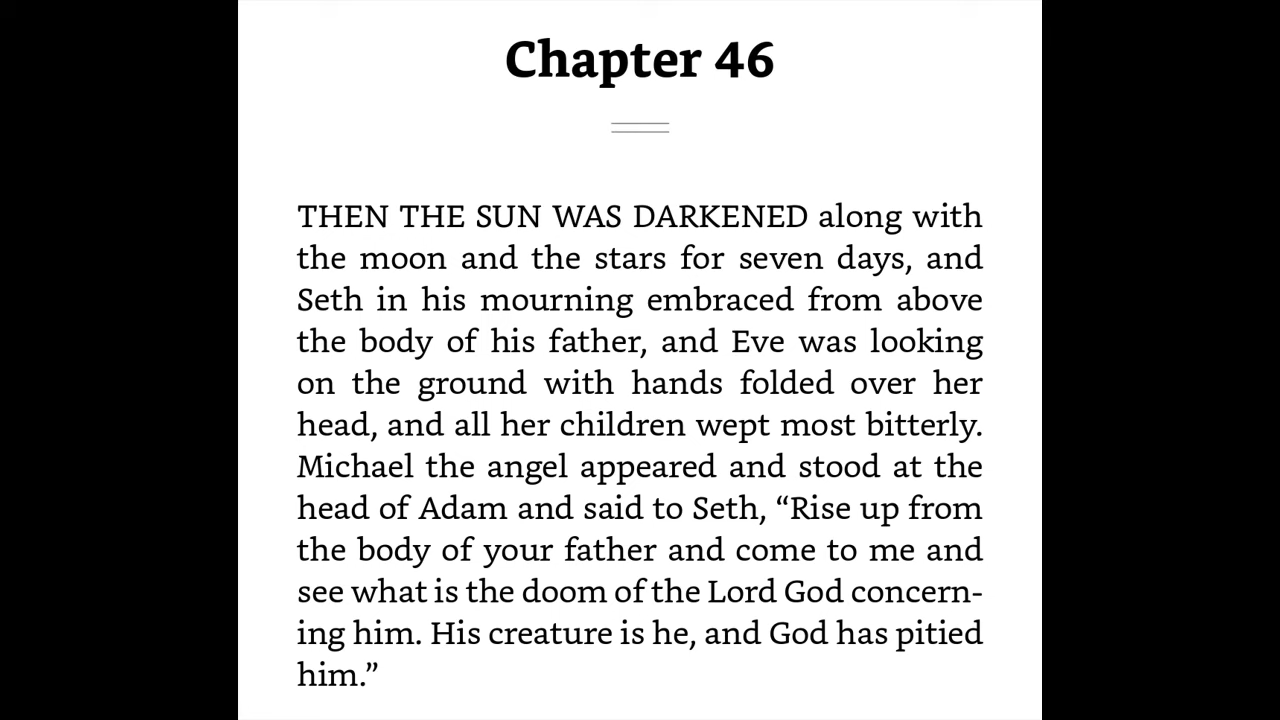 Chapter 46
THEN THE SUN WAS DARKENED along with
the moon and the stars for seven days, and
Seth in his mourning embraced from above
the body of his father, and Eve was looking
on the ground with hands folded over her
head, and all her children wept most bitterly.
Michael the angel appeared and stood at the
head of Adam and said to Seth, “Rise up from
the body of your father and come to me and
see what is the doom of the Lord God concern-
ing him. His creature is he, and God has pitied
him.”